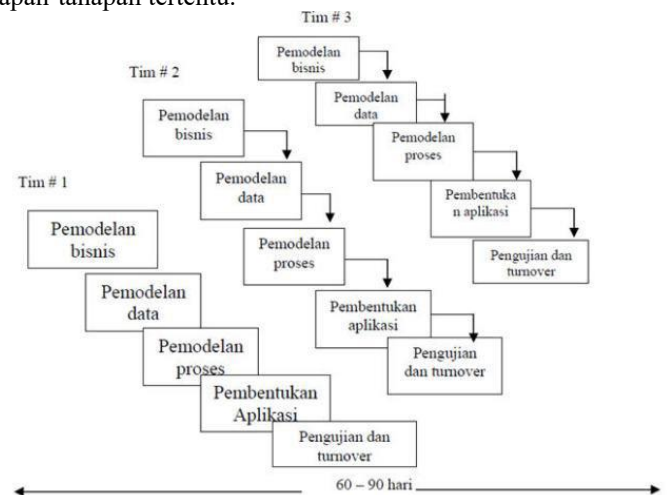 apan-tahapan tertentu.
Tim # 3
Pemodelan
bisnis
Pemodelan
data
Pemodelan
proses
Pembentuka
n aplikasi
Pengujian dan
turnover
Tim # 2
Pemodelan
bisnis
Pemodelan
data
Pemodelan
proses
Pembentukan
aplikasi
Pengujian
dan turnover
Tim # 1
Pemodelan
bisnis
Pemodelan
data
Pemodelan
proses
Pembentukan
Aplikasi
Pengujian dan
turnover
60 – 90 hari